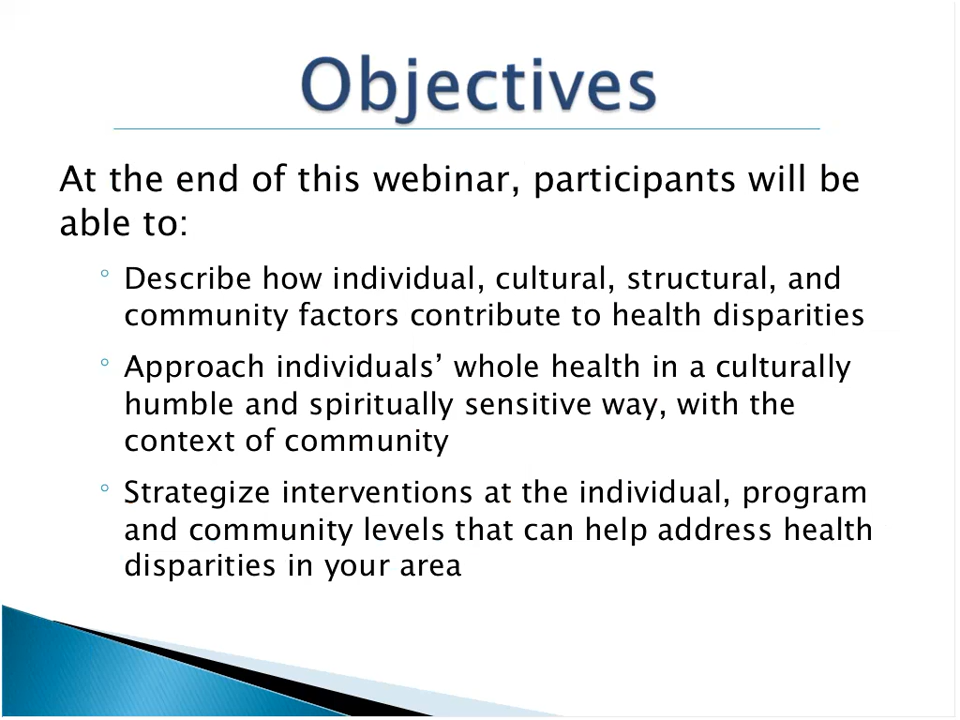 Objectives
At the end of this webinar, participants will be
able to:
° Describe how individual, cultural, structural, and
community factors contribute to health disparities
° Approach individuals’ whole health in a culturally
humble and spiritually sensitive way, with the
context of community
° Strategize interventions at the individual, program
and community levels that can help address health
disparities in your area